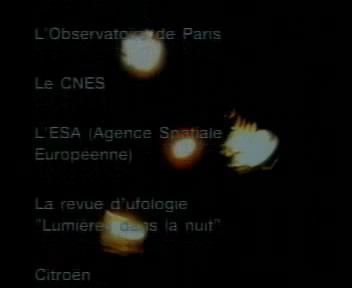 L'Observatoire de Paris
Le CNES
L'ESA (Agence Spatiale
Européenne)
La revue d'ufologie
"Lumières dans la nuit"
Citroën